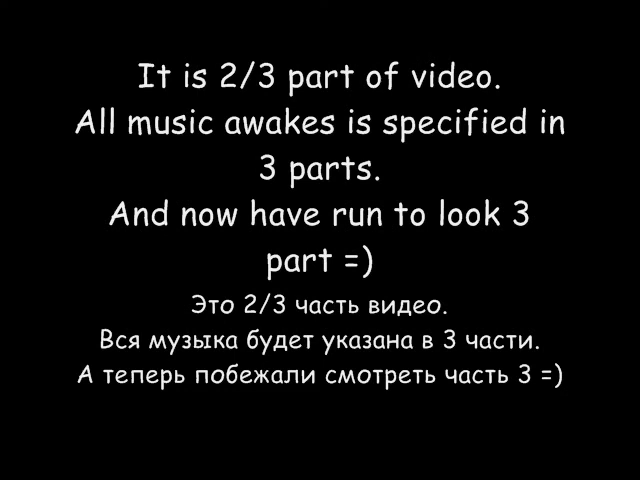 It is 2/3 part of video.
All music awakes is specified in
3 parts.
And now have run to look 3
part =)
Это 2/3 часть видео.
Вся музыка будет указана в 3 части.
А теперь побежали смотреть часть 3 =)